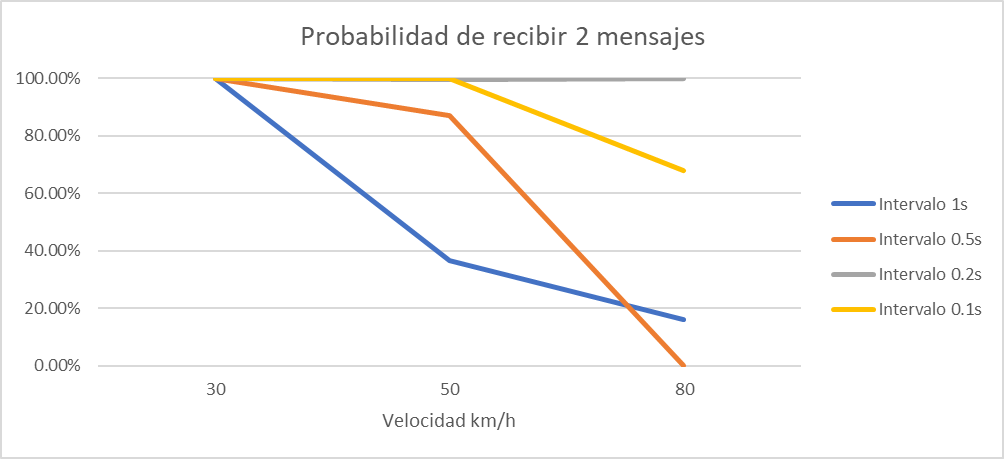 Probabilidad de recibir 2 mensajes
100.00%
80.00%
60.00%
40.00%
20.00%
0.00%
30 50 80
Velocidad km/h
Intervalo 1s
Intervalo 0.5s
Intervalo 0.2s
Intervalo 0.1s